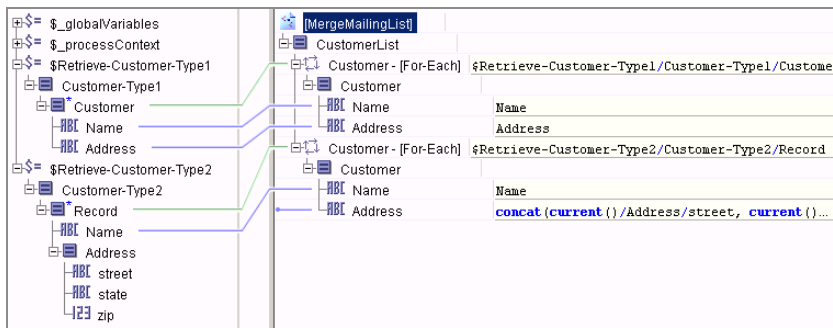 $_globalVariables
$_processContext
$Retrieve-Customer-Type1
Customer-Type1
Customer
Name
Address
$Retrieve-Customer-Type2
Customer-Type2
Record
Name
Address
street
state
zip
[MergeMailingList]
CustomerList
Customer - [For-Each] $Retrieve-Customer-Type1/Customer-Type1/Custome
Customer
Name Name
Address Address
Customer - [For-Each] $Retrieve-Customer-Type2/Customer-Type2/Record
Customer
Name Name
Address concat(current()/Address/street, current()...